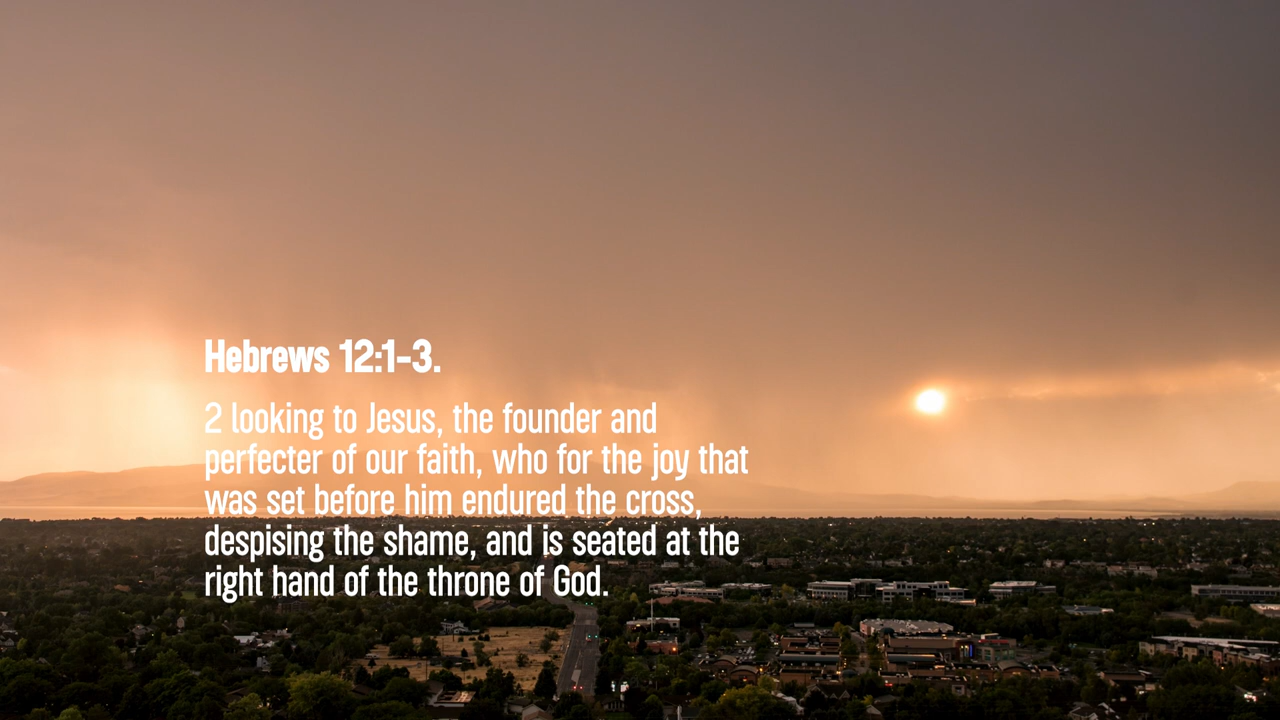 Hebrews 12:1-3.
2 looking to Jesus, the founder and
perfecter of our faith, who for the joy that
was set before him endured the cross,
despising the shame, and is seated at the
right hand of the throne of God.